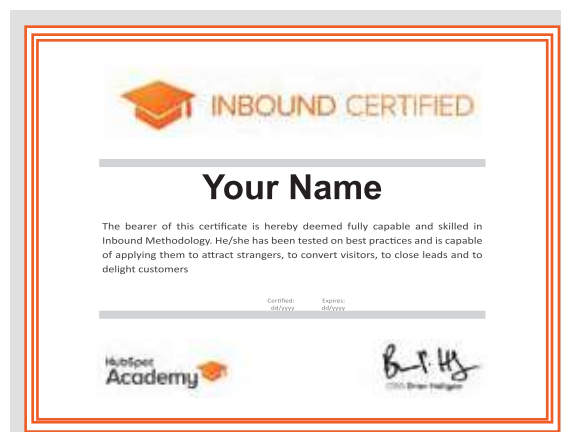 INBOUND CERTIFIED
Your Name
The bearer of this certificate is hereby deemed fully capable and skilled in
Inbound Methodology. He/she has been tested on best practices and is capable
of applying them to attract strangers, to convert visitors, to close leads and to
delight customers
Certified: Expires:
dd/yyyy dd/yyyy
HubSpot
Academy
Brian Halligan